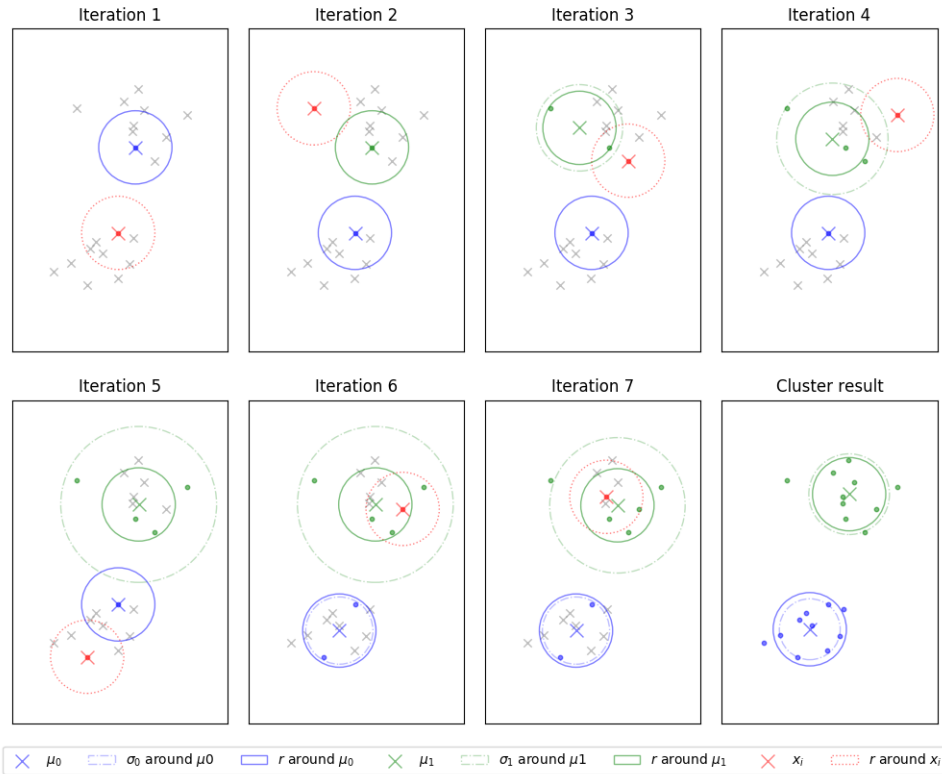 Iteration 1
Iteration 2
Iteration 3
Iteration 4
Iteration 5
Iteration 6
Iteration 7
Cluster result
μ₀ σ₀ around μ0 r around μ₀ μ₁ σ₁ around μ1 r around μ₁ xᵢ r around xᵢ